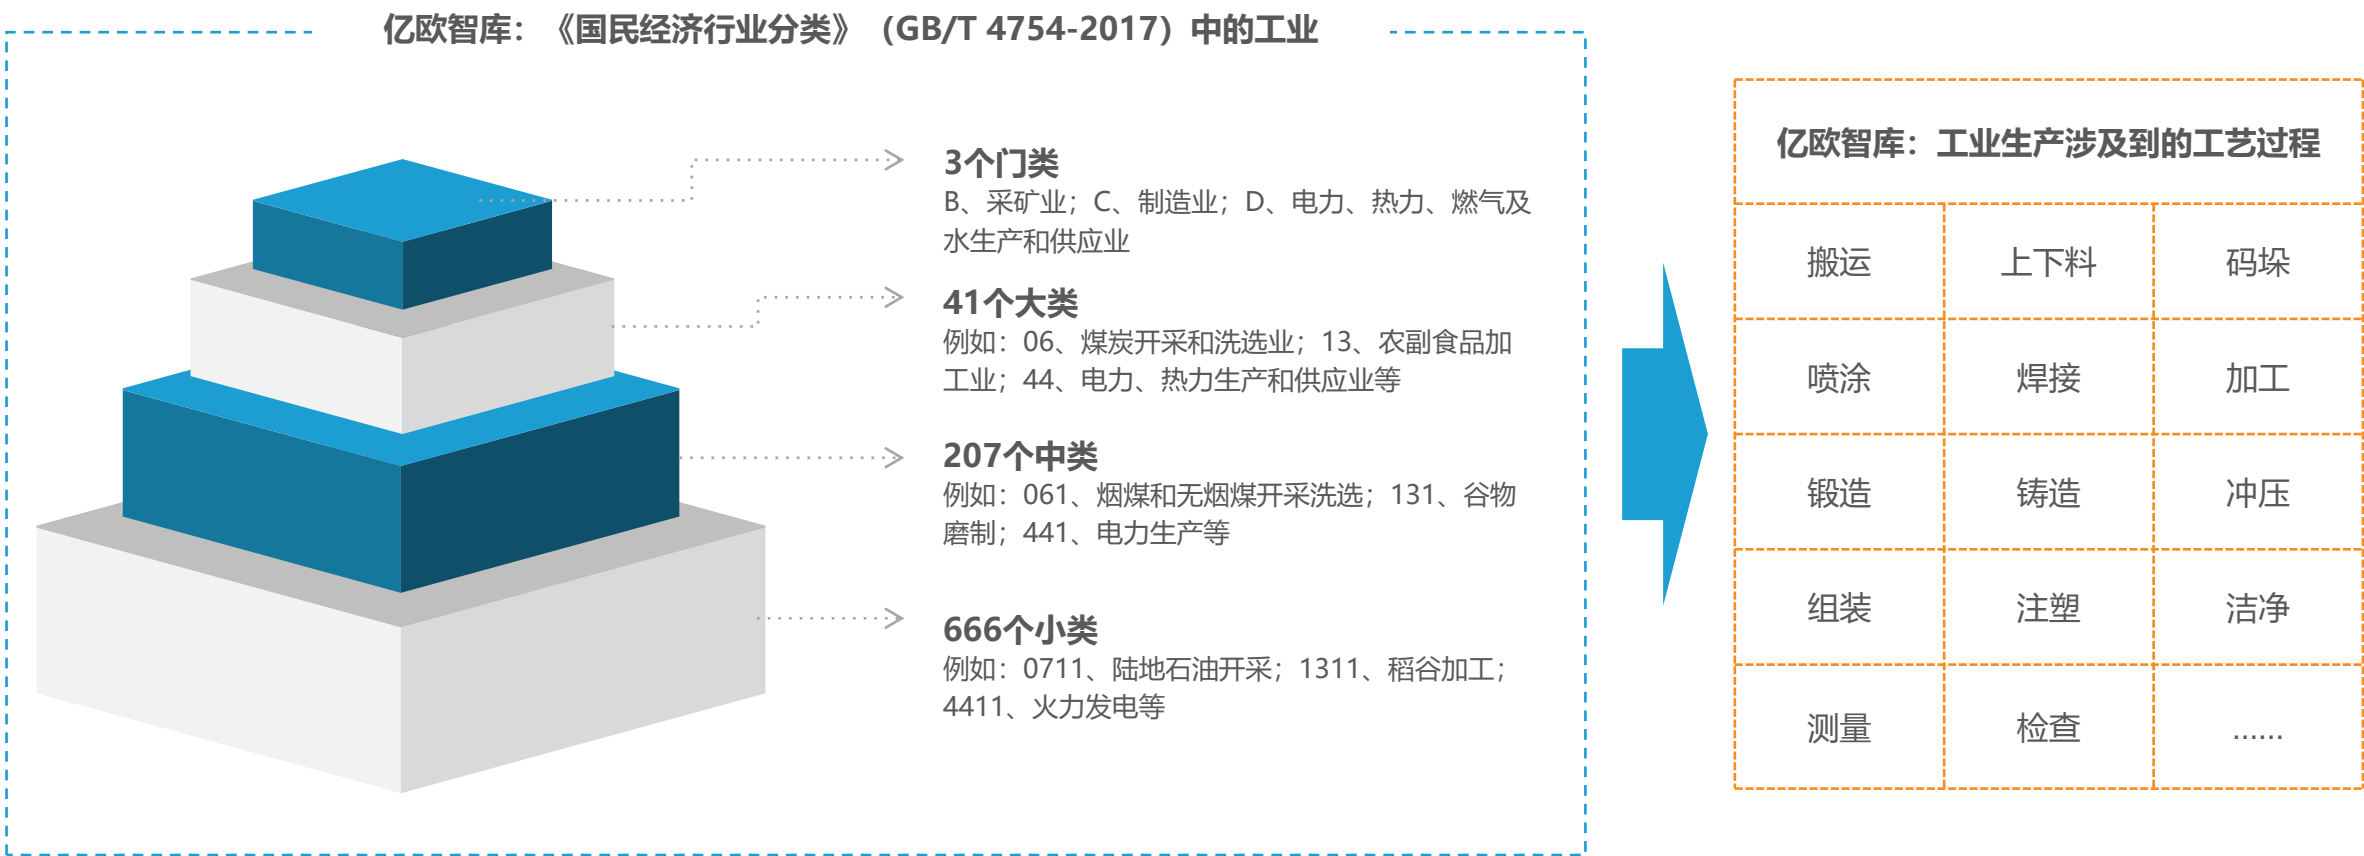 亿欧智库：《国民经济行业分类》（GB/T 4754-2017）中的工业
3个门类
B、采矿业；C、制造业；D、电力、热力、燃气及
水生产和供应业
41个大类
例如：06、煤炭开采和洗选业；13、农副食品加
工业；44、电力、热力生产和供应业等
207个中类
例如：061、烟煤和无烟煤开采洗选；131、谷物
磨制；441、电力生产等
666个小类
例如：0711、陆地石油开采；1311、稻谷加工；
4411、火力发电等
亿欧智库：工业生产涉及到的工艺过程
搬运 上下料 码垛
喷涂 焊接 加工
锻造 铸造 冲压
组装 注塑 洁净
测量 检查 ……